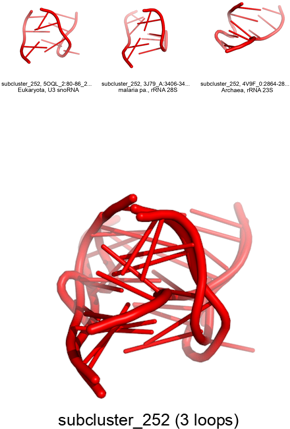 subcluster_252, 5OQL_2:80-86_2...
Eukaryota, U3 snoRNA
subcluster_252, 3J79_A:3406-34...
malaria pa., rRNA 28S
subcluster_252, 4V9F_0:2864-28...
Archaea, rRNA 23S
subcluster_252 (3 loops)